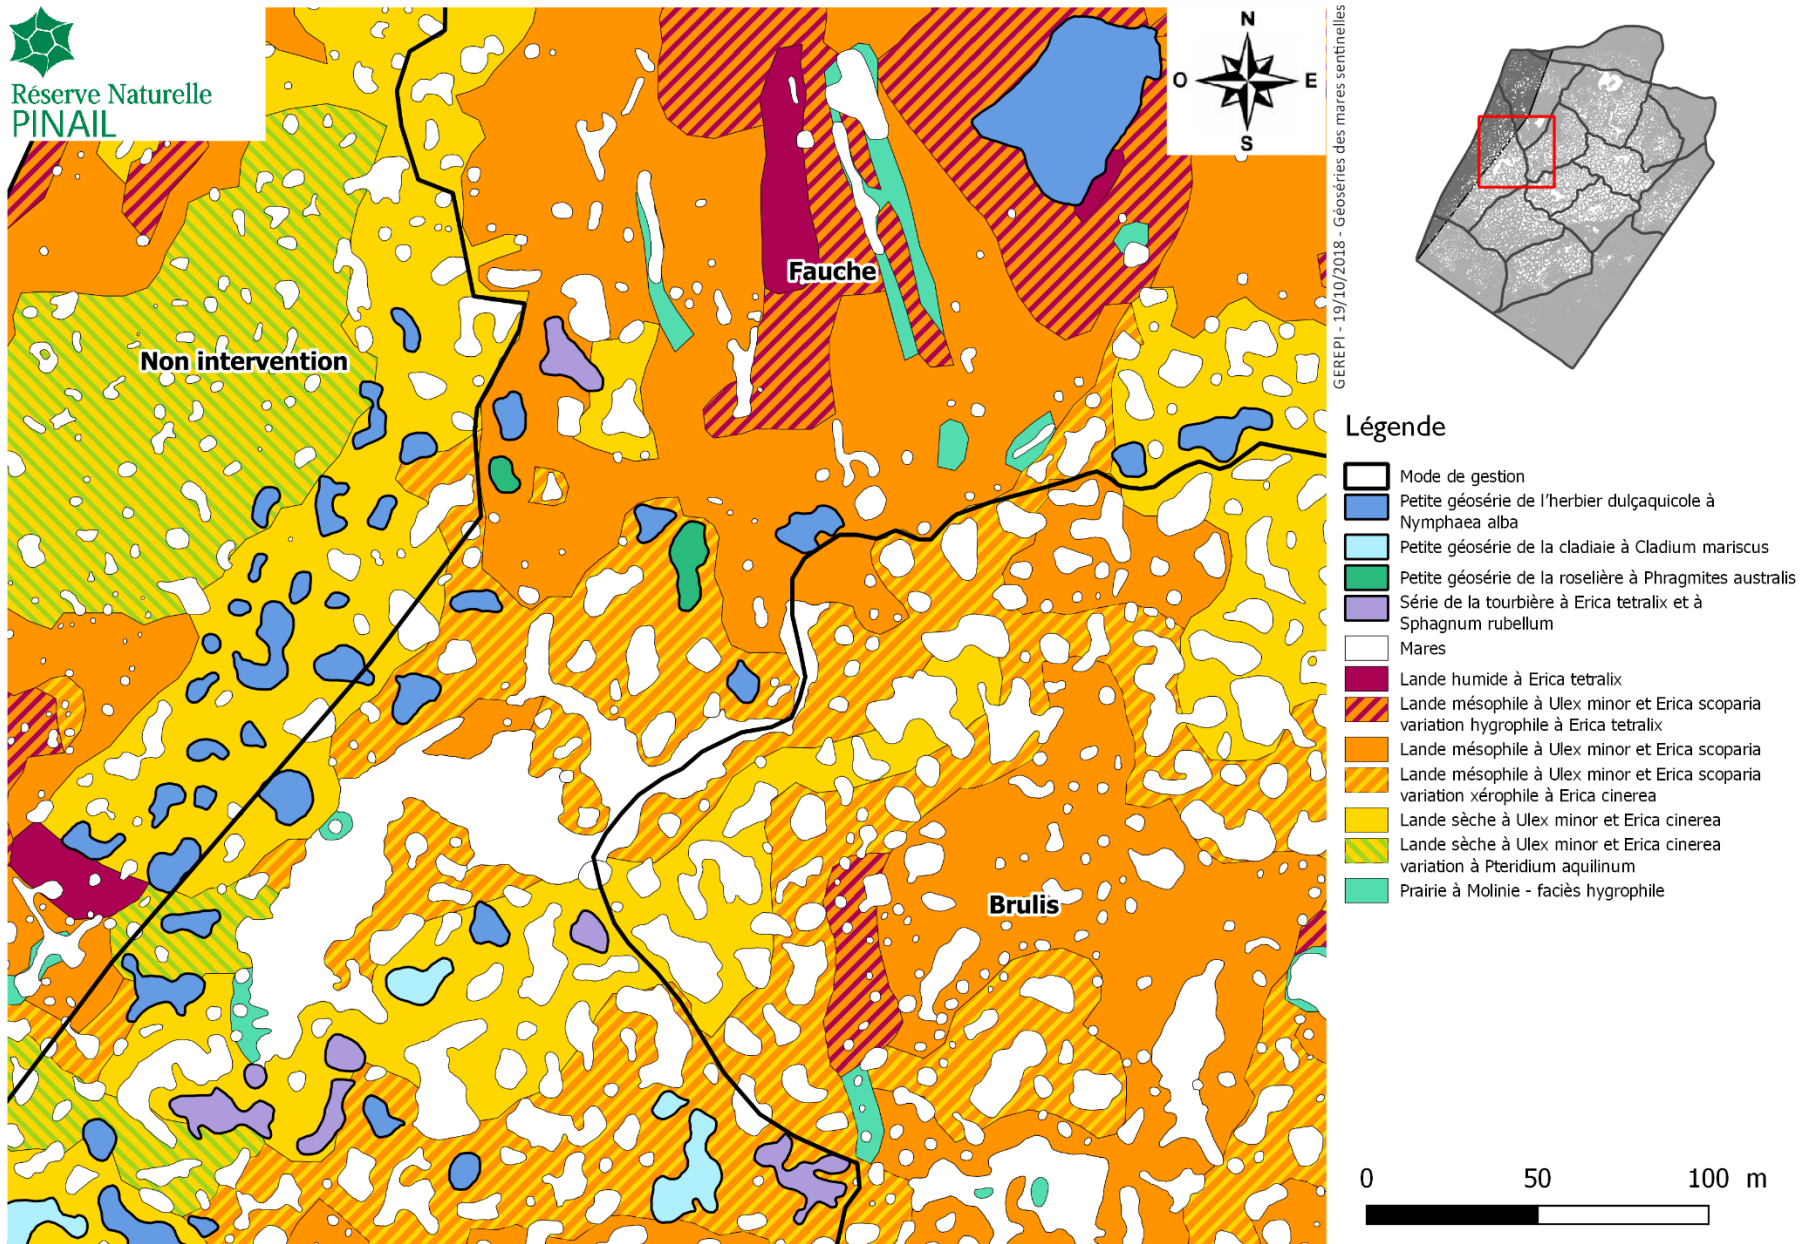 Réserve Naturelle
PINAIL
N
O
E
S
GEREPI - 19/10/2018 - Géoséries des mares sentinelles
Fauche
Non intervention
Brulis
Légende
Mode de gestion
Petite géosérie de l'herbier dulçaquicole à
Nymphaea alba
Petite géosérie de la cladiaie à Cladium mariscus
Petite géosérie de la roselière à Phragmites australis
Série de la tourbière à Erica tetralix et à
Sphagnum rubellum
Mares
Lande humide à Erica tetralix
Lande mésophile à Ulex minor et Erica scoparia
variation hygrophile à Erica tetralix
Lande mésophile à Ulex minor et Erica scoparia
Lande mésophile à Ulex minor et Erica scoparia
variation xérophile à Erica cinerea
Lande sèche à Ulex minor et Erica cinerea
Lande sèche à Ulex minor et Erica cinerea
variation à Pteridium aquilinum
Prairie à Molinie - faciès hygrophile
0 50 100 m